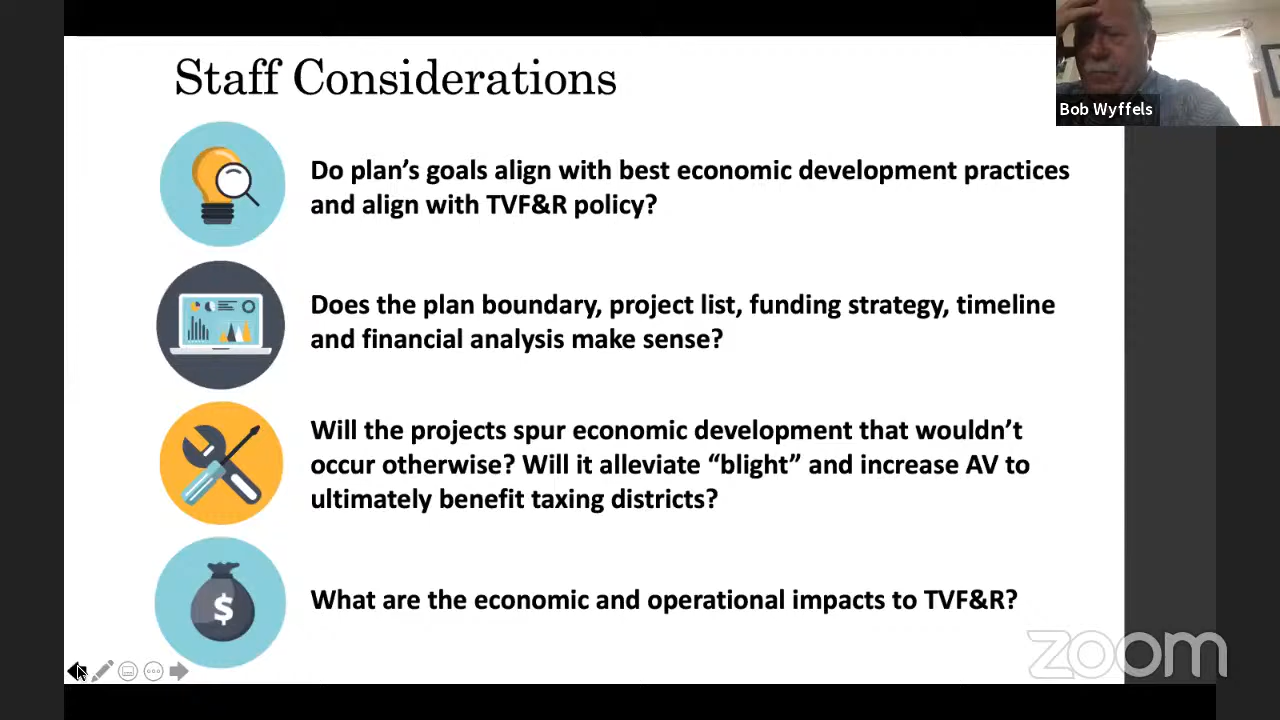 Staff Considerations
Bob Wyffels
Do plan’s goals align with best economic development practices
and align with TVF&R policy?
Does the plan boundary, project list, funding strategy, timeline
and financial analysis make sense?
Will the projects spur economic development that wouldn’t
occur otherwise? Will it alleviate “blight” and increase AV to
ultimately benefit taxing districts?
$
What are the economic and operational impacts to TVF&R?
zoom